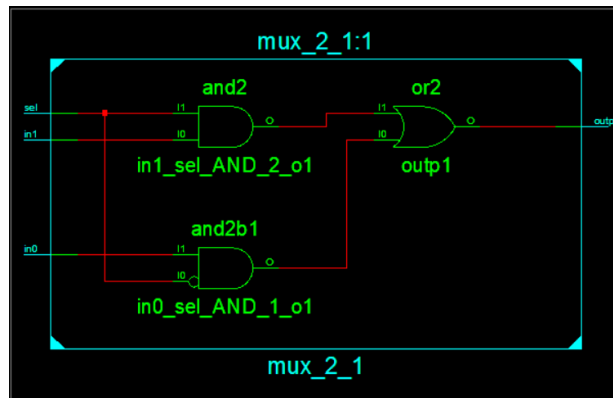 mux_2_1:1
and2
or2
sel
I1
O
I1
O
outp
in1
I0
I0
in1_sel_AND_2_o1
outp1
and2b1
in0
I1
O
I0
in0_sel_AND_1_o1
mux_2_1